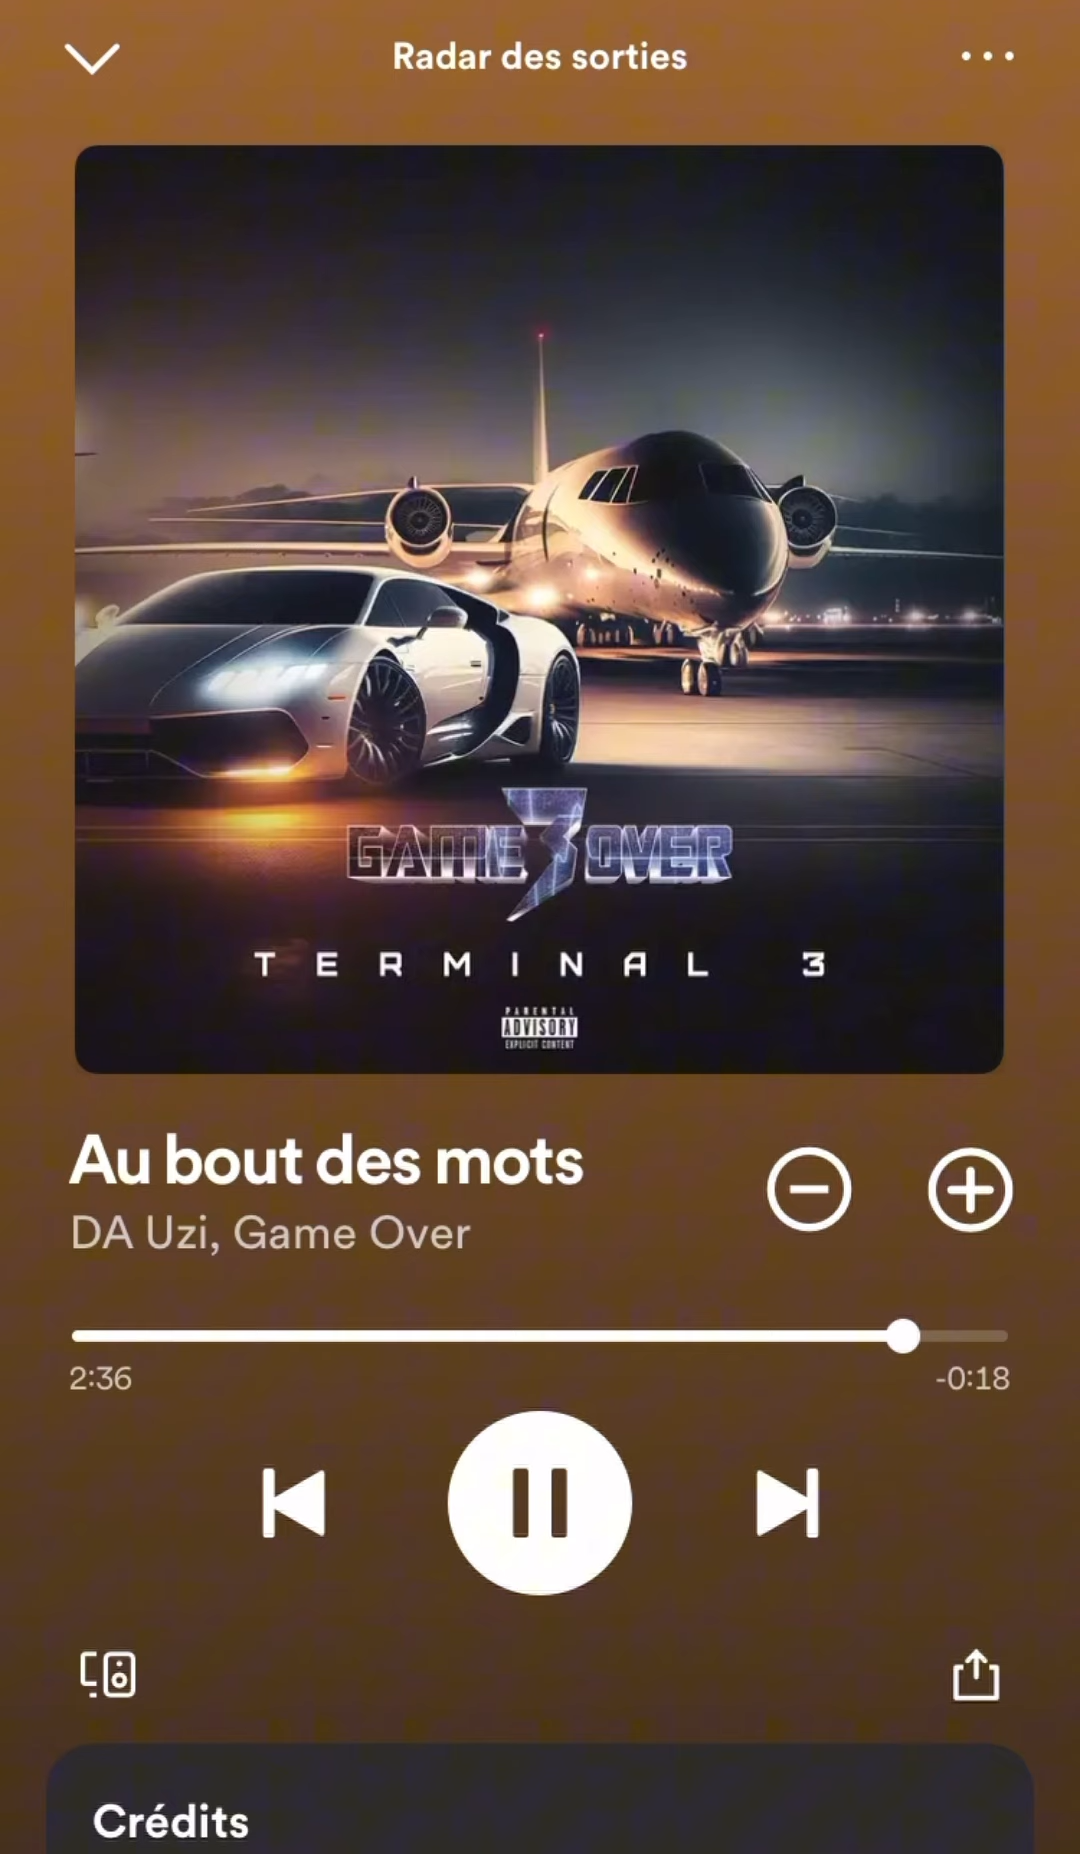 Radar des sorties
GAME 3 OVER
TERMINAL 3
PARENTAL
ADVISORY
EXPLICIT CONTENT
Au bout des mots
DA Uzi, Game Over
2:36
-0:18
Crédits